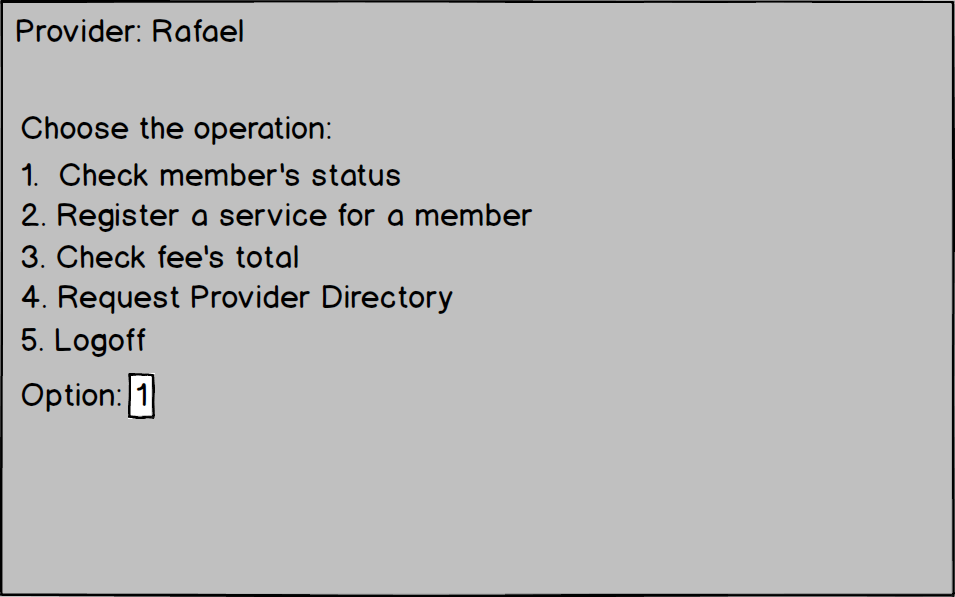 Provider: Rafael
Choose the operation:
1. Check member's status
2. Register a service for a member
3. Check fee's total
4. Request Provider Directory
5. Logoff
Option: 1